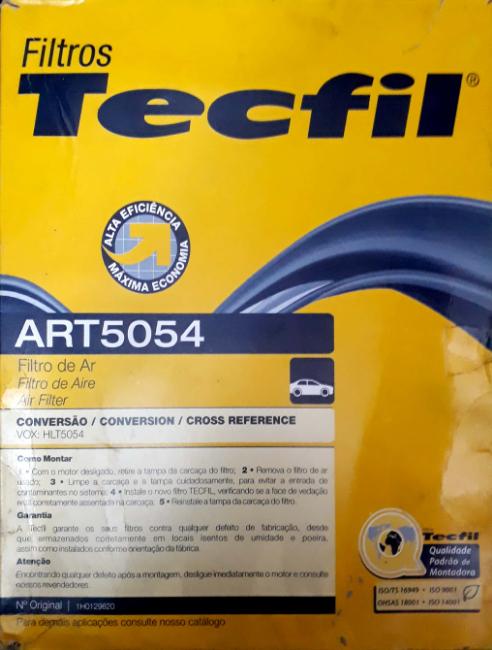 Filtros
Tecfil®
ALTA EFICIÊNCIA
MÁXIMA ECONOMIA
ART5054
Filtro de Ar
Filtro de Aire
Air Filter
CONVERSÃO / CONVERSION / CROSS REFERENCE
VOX: HLT5054
Como Montar
1 • Com o motor desligado, retire a tampa da carcaça do filtro; 2 • Remova o filtro de ar
usado; 3 • Limpe a carcaça e a tampa cuidadosamente, para evitar a entrada de
contaminantes no sistema; 4 • Instale o novo filtro TECFIL, verificando se a face de vedação
está corretamente assentada na carcaça; 5 • Reinstale a tampa da carcaça do filtro.
Garantia
A Tecfil garante os seus filtros contra qualquer defeito de fabricação, desde
que armazenados corretamente em locais isentos de umidade e poeira,
assim como instalados conforme orientação da fábrica.
Atenção
Encontrando qualquer defeito após a montagem, desligue imediatamente o motor e consulte
nossos revendedores.
Nº Original | 1H0129620
Para demais aplicações consulte nosso catálogo
Tecfil
Qualidade
Padrão de
Montadora
ISO/TS 16949 • ISO 9001
OHSAS 18001 • ISO 14001